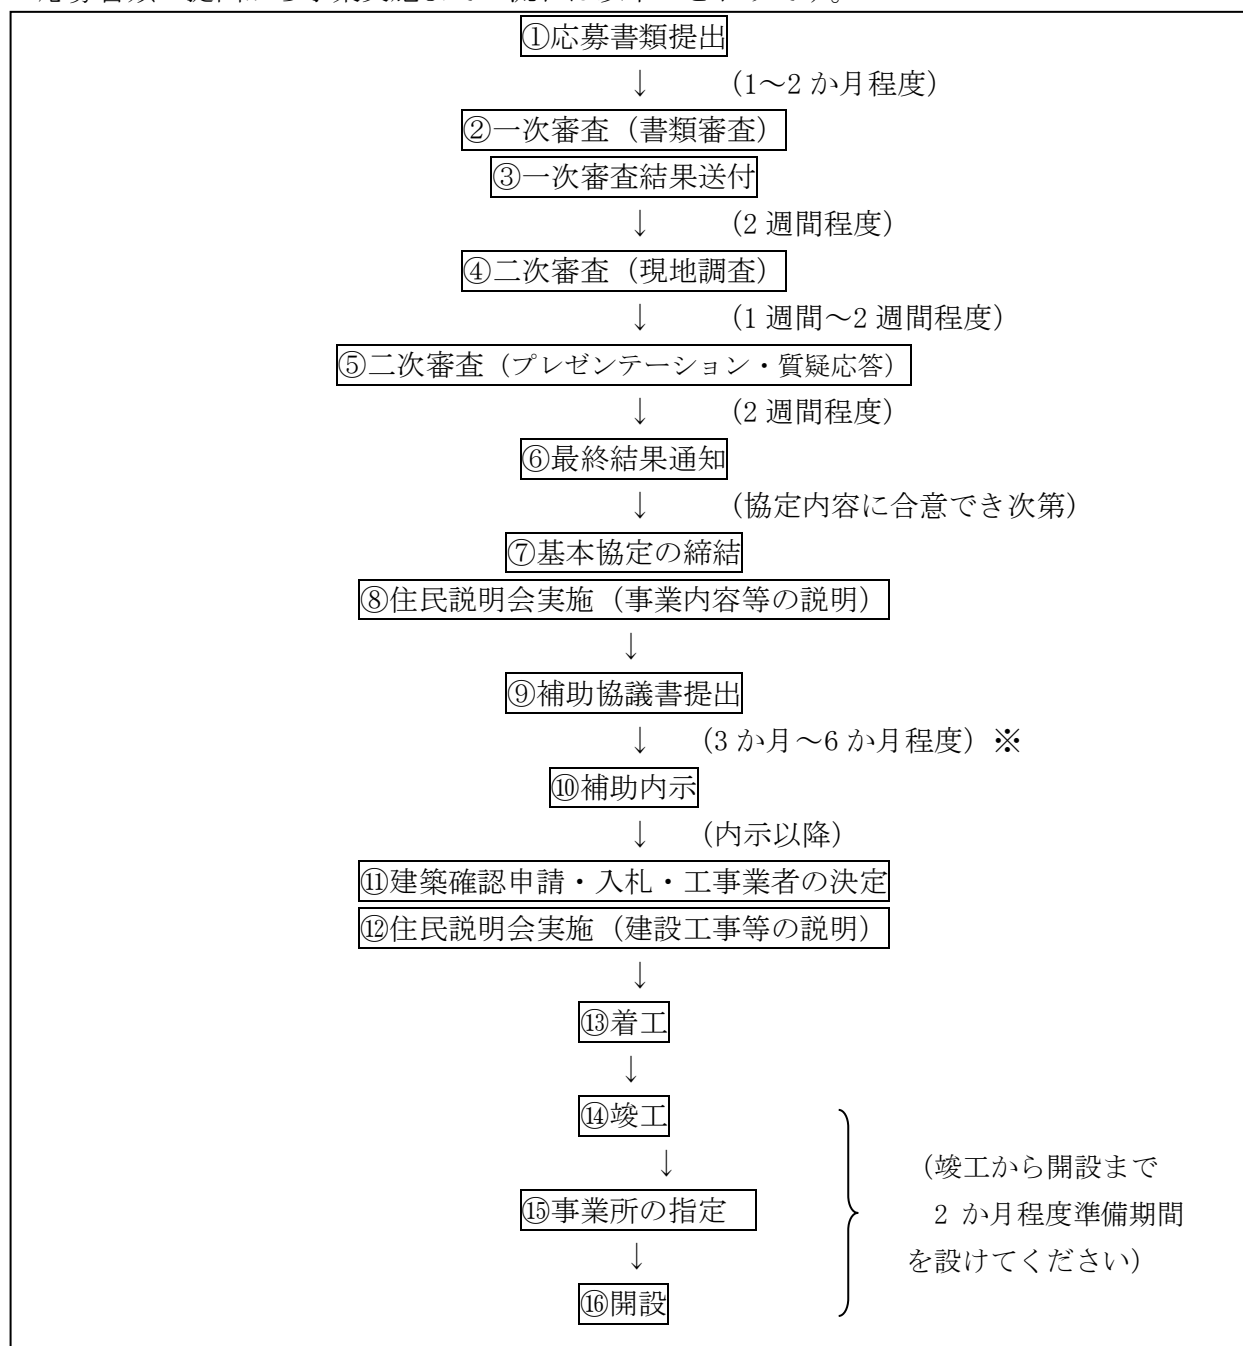 ①応募書類提出
↓ (1～2 か月程度)
②一次審査（書類審査）
③一次審査結果送付
↓ (2 週間程度)
④二次審査（現地調査）
↓ (1 週間～2 週間程度)
⑤二次審査（プレゼンテーション・質疑応答）
↓ (2 週間程度)
⑥最終結果通知
↓ (協定内容に合意でき次第)
⑦基本協定の締結
⑧住民説明会実施（事業内容等の説明）
↓
⑨補助協議書提出
↓ (3 か月～6 か月程度) ※
⑩補助内示
↓ (内示以降)
⑪建築確認申請・入札・工事業者の決定
⑫住民説明会実施（建設工事等の説明）
↓
⑬着工
↓
⑭竣工
↓
⑮事業所の指定
↓
⑯開設
(竣工から開設まで
2 か月程度準備期間
を設けてください)